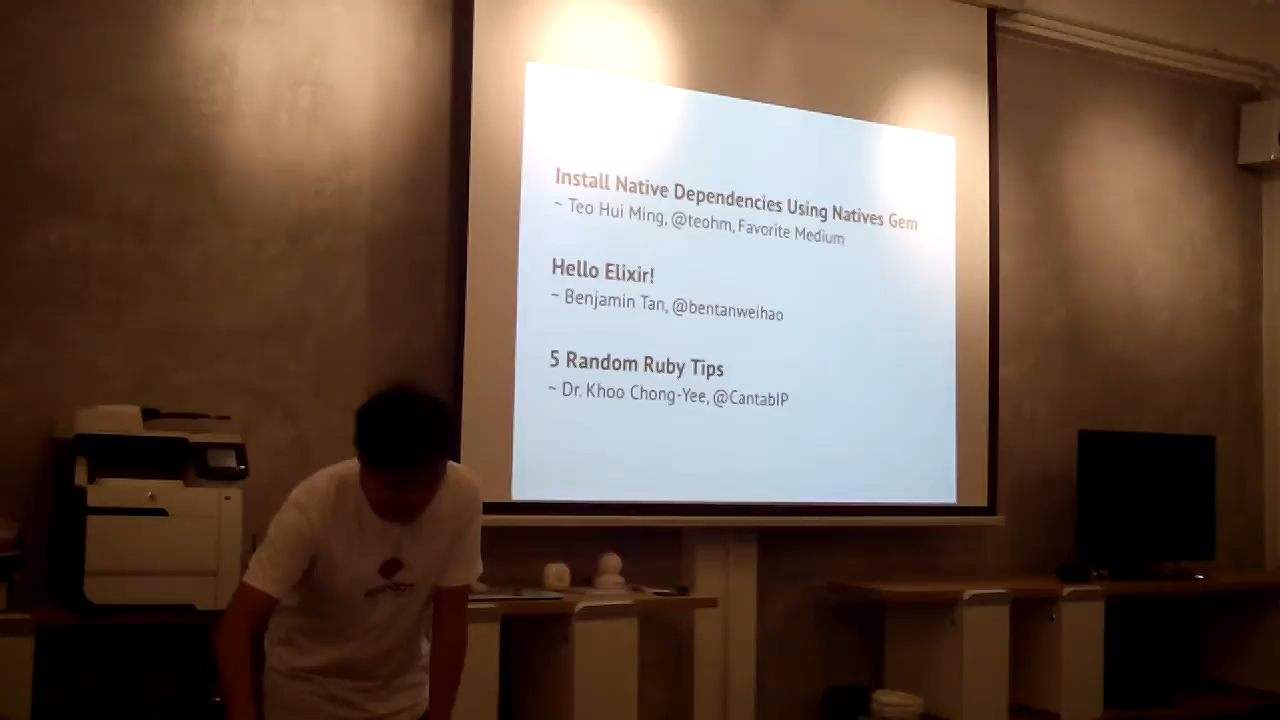 Install Native Dependencies Using Natives Gem
~ Teo Hui Ming, @teohm, Favorite Medium
Hello Elixir!
~ Benjamin Tan, @bentanweihao
5 Random Ruby Tips
~ Dr. Khoo Chong-Yee, @CantabIP